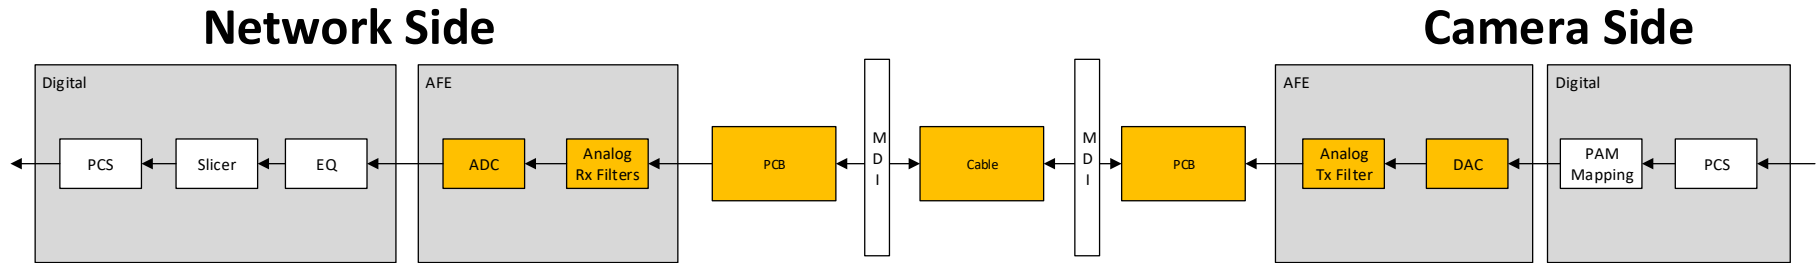 Network Side
Camera Side
Digital
AFE
AFE
Digital
PCS
Slicer
EQ
ADC
Analog
Rx Filters
PCB
M
D
I
Cable
M
D
I
PCB
Analog
Tx Filter
DAC
PAM
Mapping
PCS